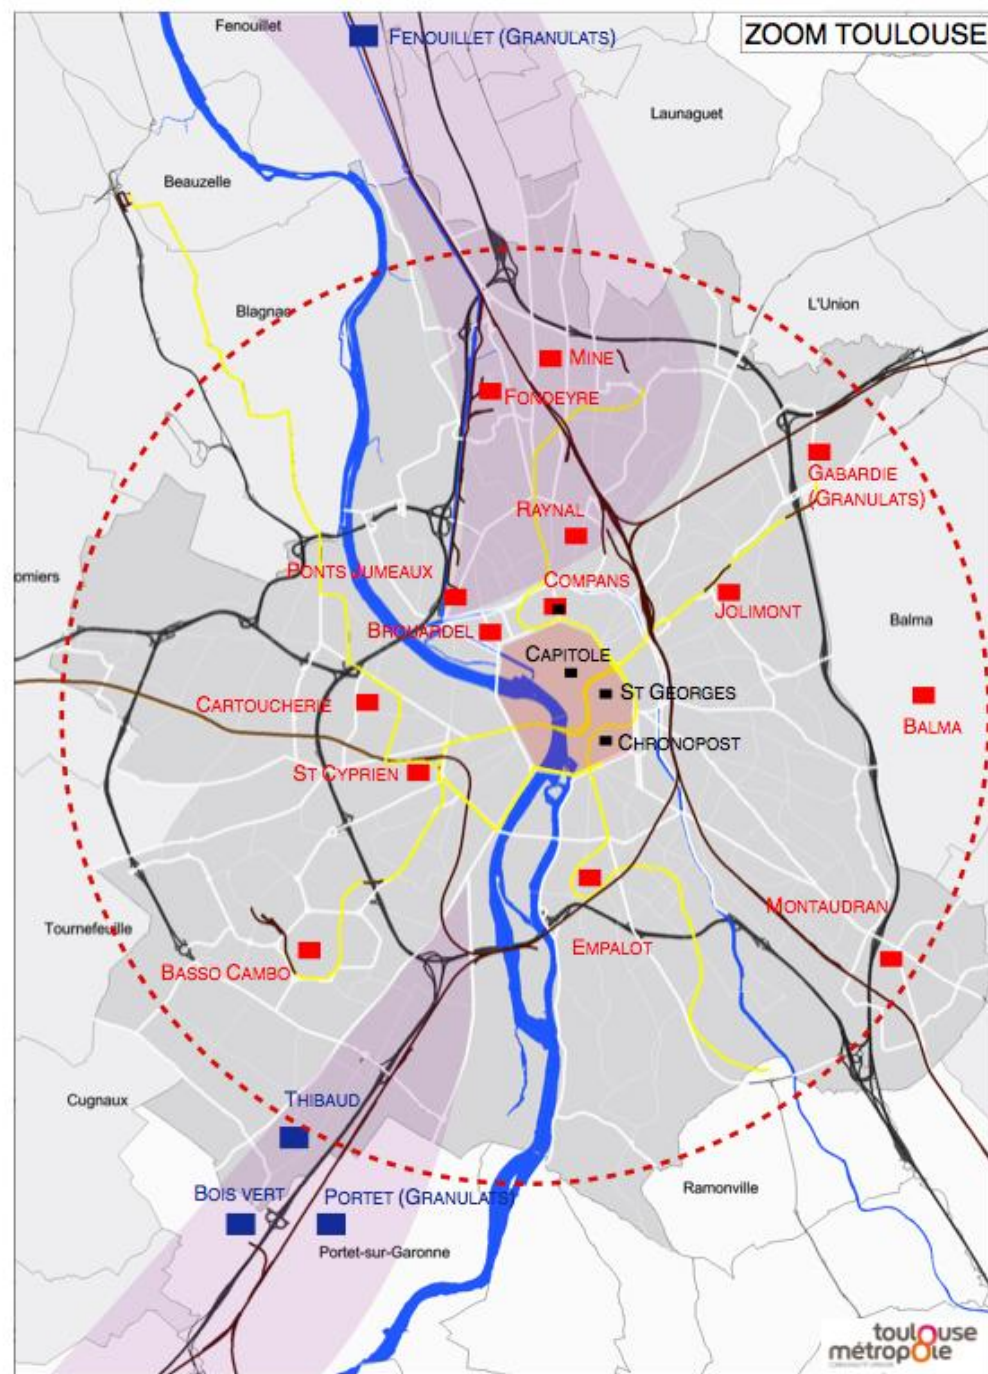 Fenouillet
FENOUILLET (GRANULATS)
ZOOM TOULOUSE
Launaguet
Beauzelle
L'Union
Blagnac
MINE
FONDEYRE
GABARDIE
(GRANULATS)
RAYNAL
PONTS JUMEAUX
COMPANS
omiers
JOLIMONT
Balma
BROUARDEL
CAPITOLE
ST GEORGES
CARTOUCHERIE
BALMA
CHRONOPOST
ST CYPRIEN
MONTAUDRAN
Tournefeuille
EMPALOT
BASSO CAMBO
Cugnaux
THIBAUD
Ramonville
BOIS VERT
PORTET (GRANULATS)
Portet-sur-Garonne
toulouse
métropole